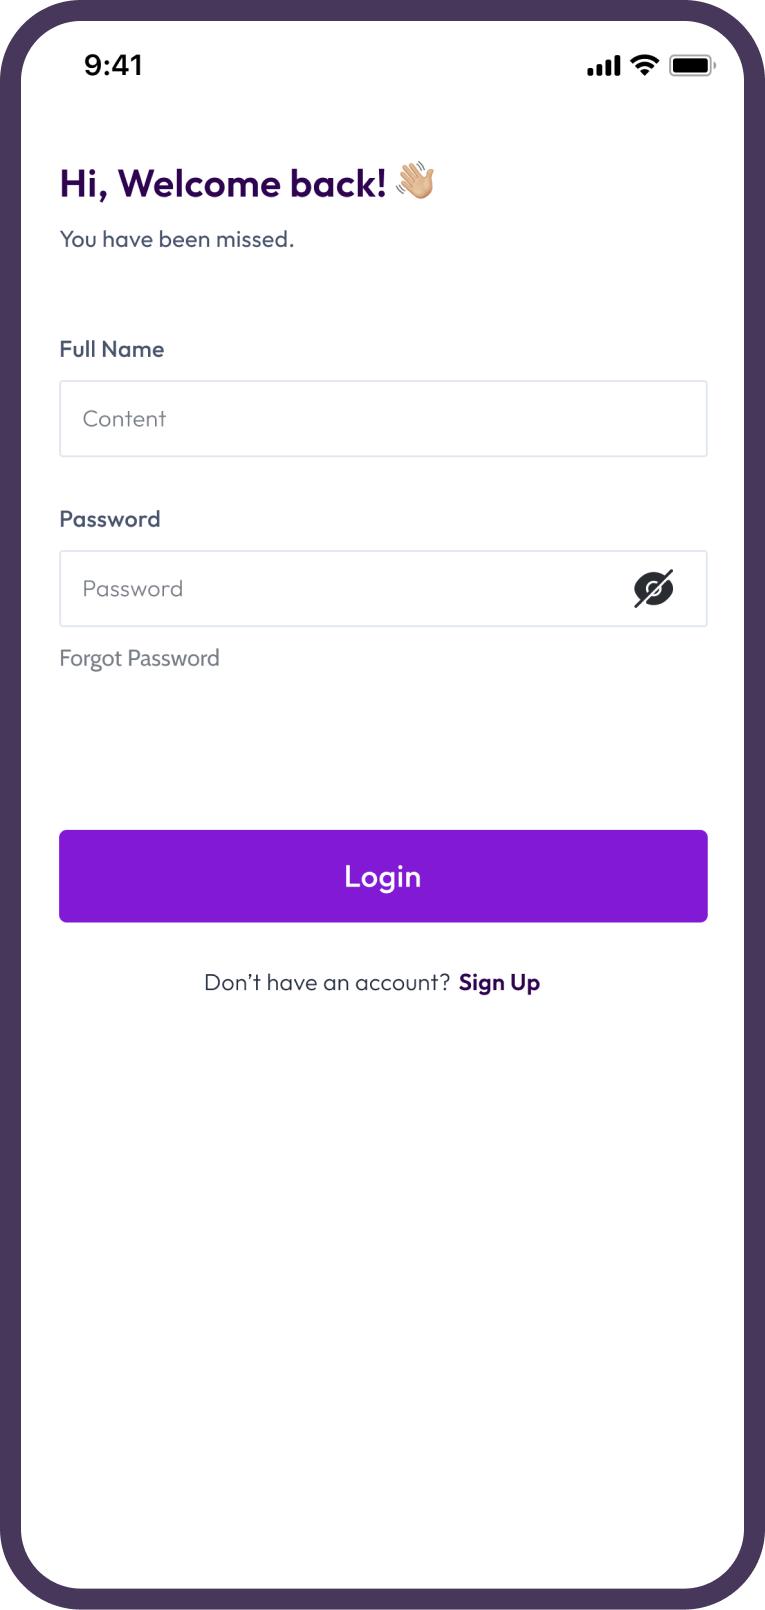 9:41
Hi, Welcome back! 👋🏼
You have been missed.
Full Name
Content
Password
Password
Forgot Password
Login
Don’t have an account? Sign Up